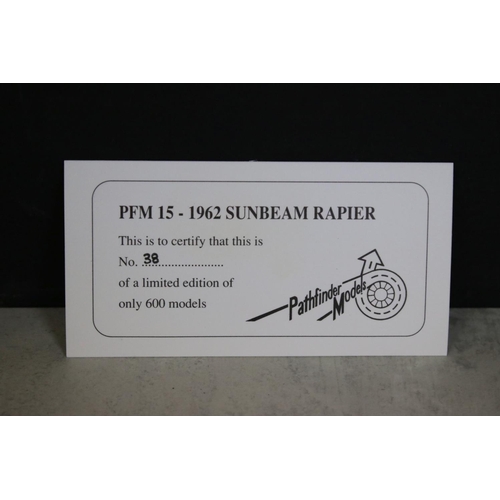 PFM 15 - 1962 SUNBEAM RAPIER
This is to certify that this is
No. 38
of a limited edition of
only 600 models
Pathfinder
Models